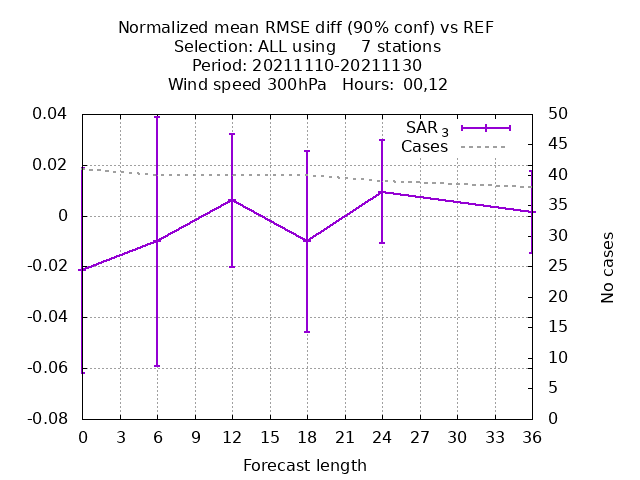 Normalized mean RMSE diff (90% conf) vs REF
Selection: ALL using     7 stations
Period: 20211110-20211130
Wind speed 300hPa   Hours:  00,12
SAR 3
Cases
0.04
0.02
0
-0.02
-0.04
-0.06
-0.08
50
45
40
35
30
25
20
15
10
5
0
No cases
0 3 6 9 12 15 18 21 24 27 30 33 36
Forecast length